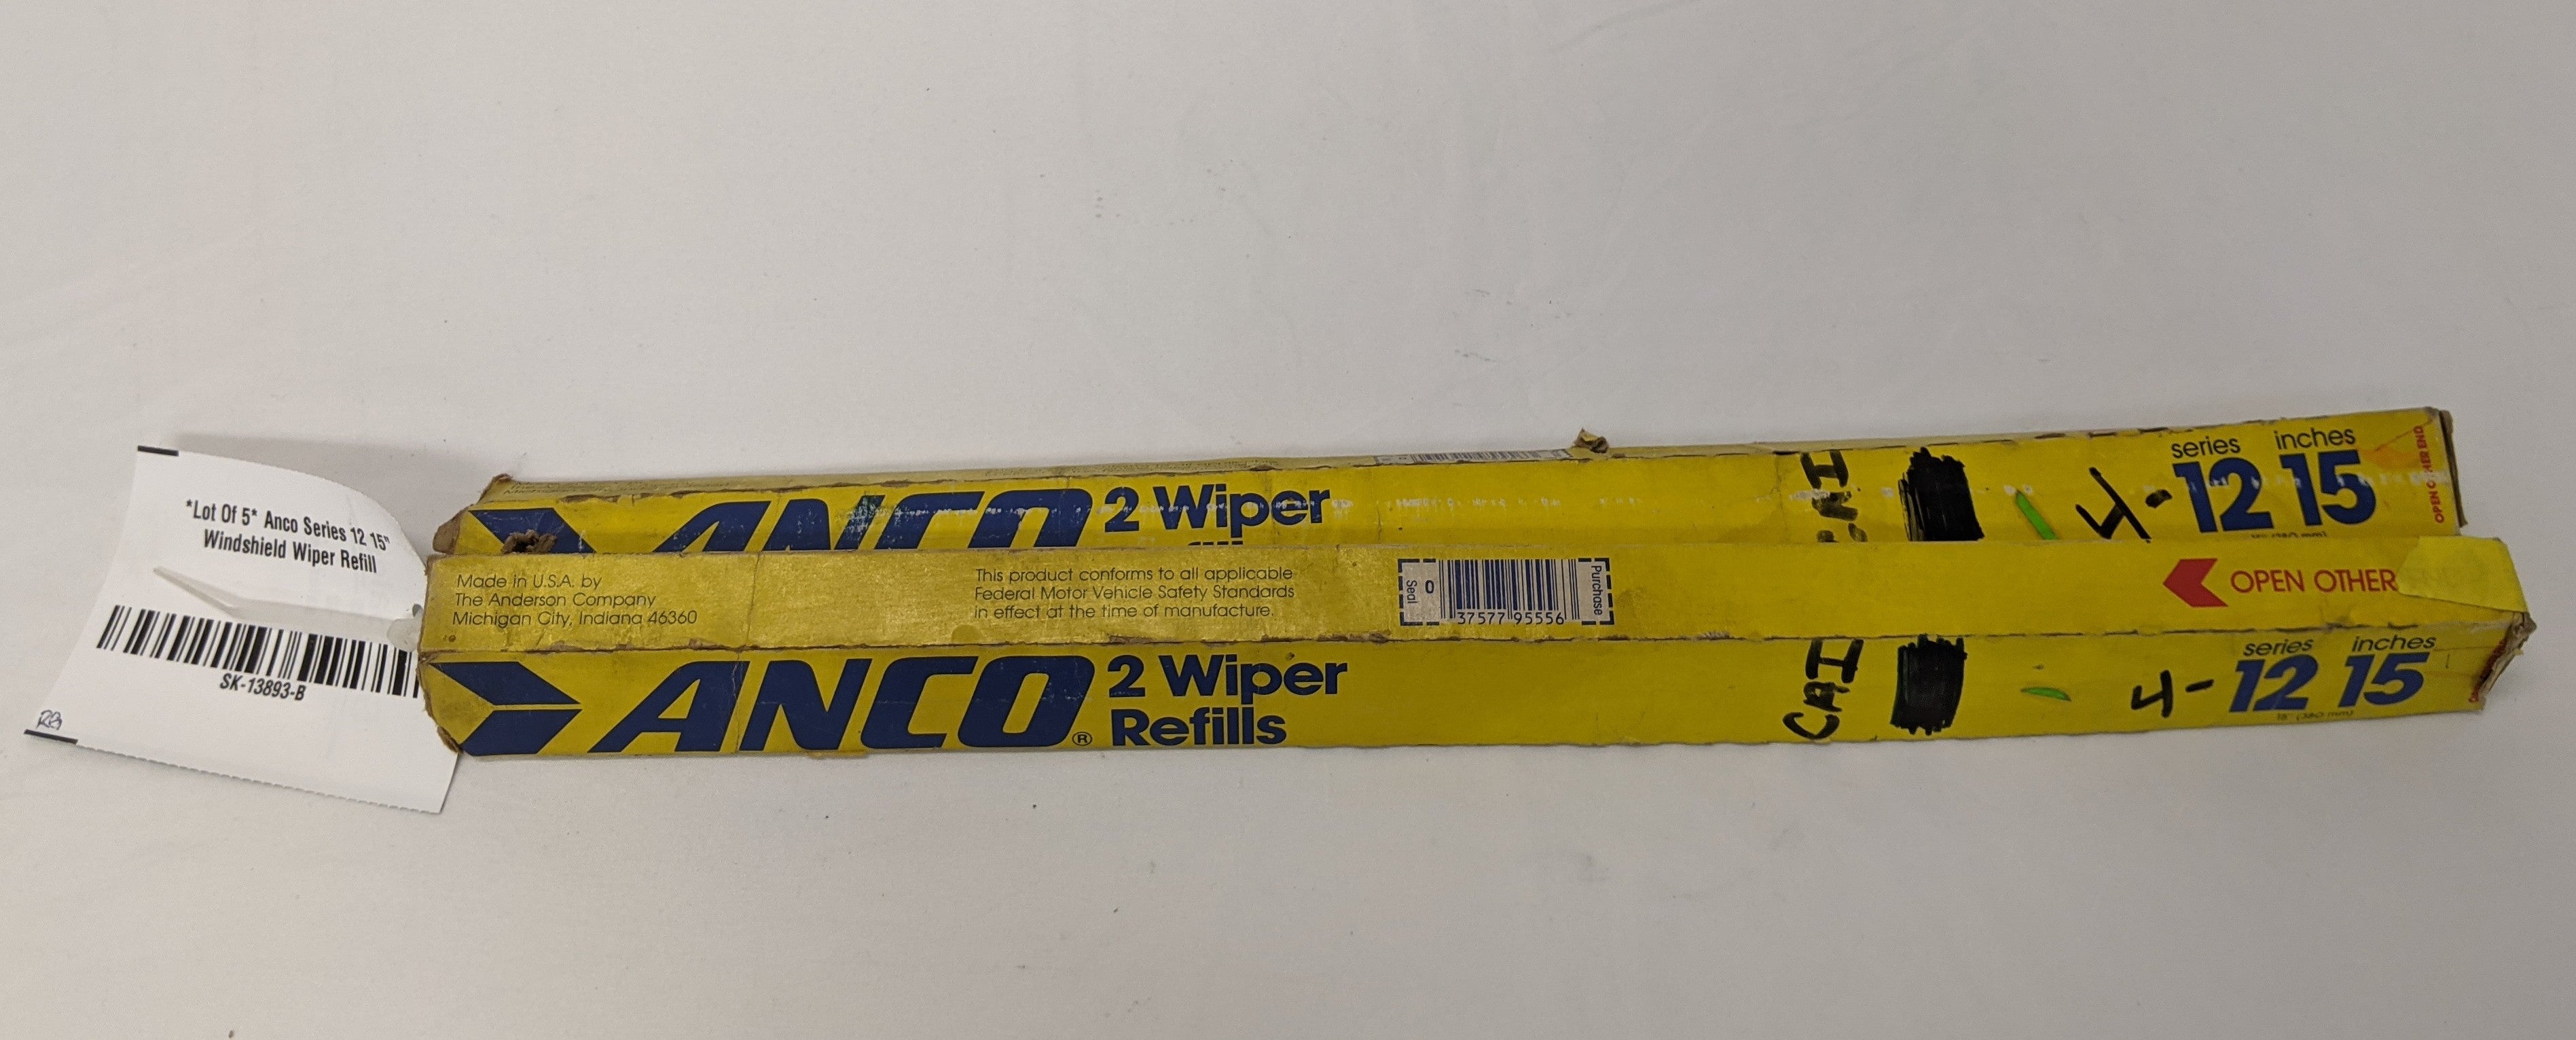 *Lot Of 5* Anco Series 12 15"
Windshield Wiper Refill
SK-13893-B
ANCO 2 Wiper
CAI
4-
series inches
12 15
Made in U.S.A. by
The Anderson Company
Michigan City, Indiana 46360
This product conforms to all applicable
Federal Motor Vehicle Safety Standards
in effect at the time of manufacture.
Seal
0
37577 95556
Purchase
OPEN OTHER
ANCO® 2 Wiper
Refills
CAI
4-
series inches
12 15